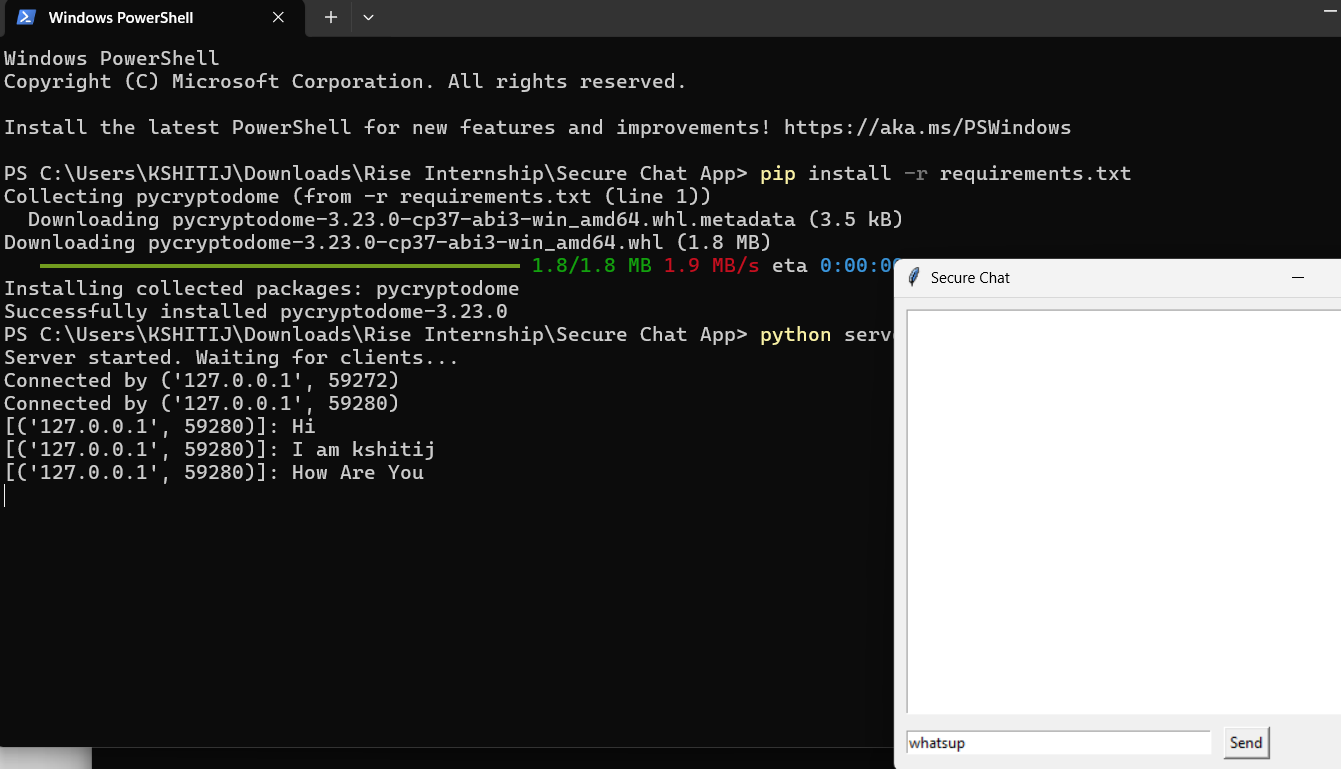 Windows PowerShell
Windows PowerShell
Copyright (C) Microsoft Corporation. All rights reserved.
Install the latest PowerShell for new features and improvements! https://aka.ms/PSWindows
PS C:\Users\KSHITIJ\Downloads\Rise Internship\Secure Chat App> pip install -r requirements.txt
Collecting pycryptodome (from -r requirements.txt (line 1))
  Downloading pycryptodome-3.23.0-cp37-abi3-win_amd64.whl.metadata (3.5 kB)
Downloading pycryptodome-3.23.0-cp37-abi3-win_amd64.whl (1.8 MB)
1.8/1.8 MB 1.9 MB/s eta 0:00:00
Installing collected packages: pycryptodome
Successfully installed pycryptodome-3.23.0
PS C:\Users\KSHITIJ\Downloads\Rise Internship\Secure Chat App> python serv
Server started. Waiting for clients...
Connected by ('127.0.0.1', 59272)
Connected by ('127.0.0.1', 59280)
[('127.0.0.1', 59280)]: Hi
[('127.0.0.1', 59280)]: I am kshitij
[('127.0.0.1', 59280)]: How Are You
Secure Chat
whatsup
Send